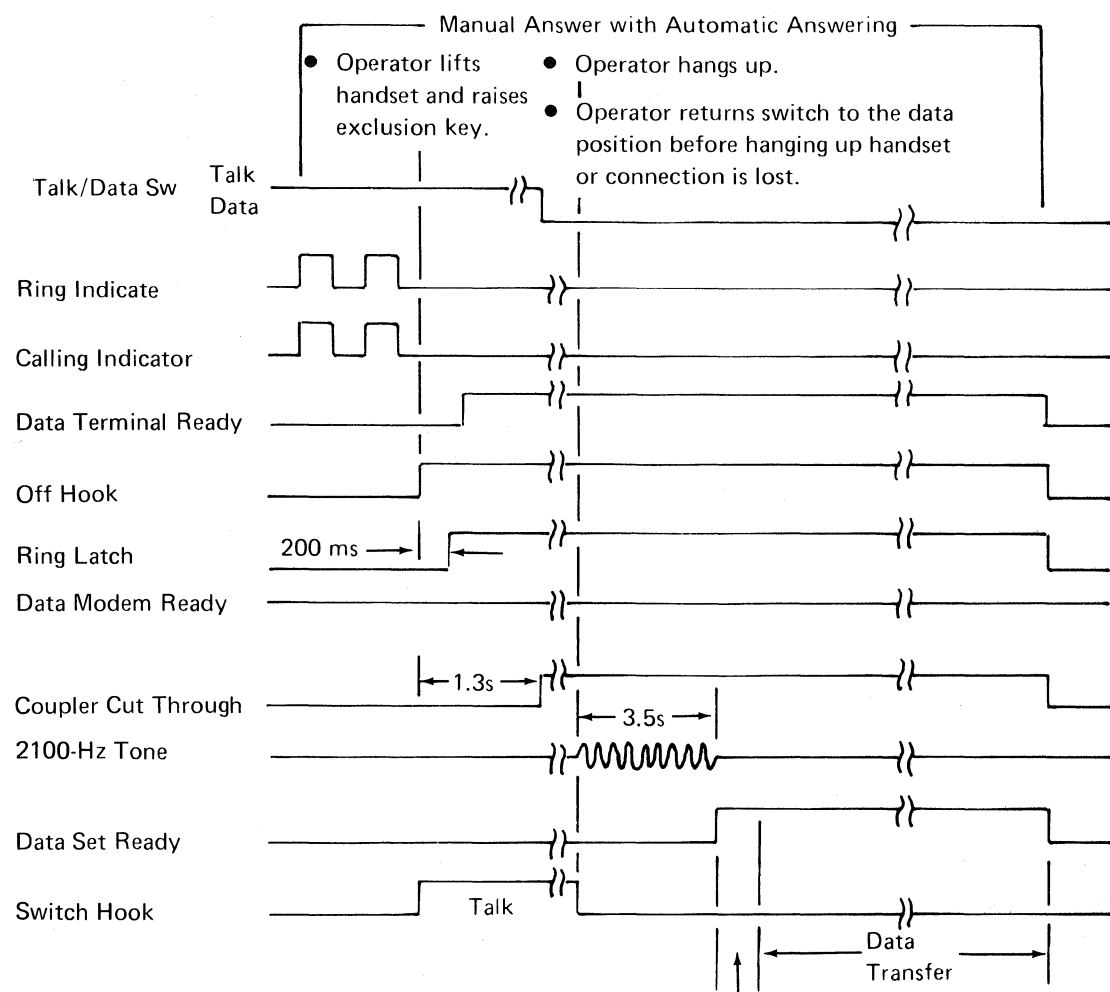 Manual Answer with Automatic Answering
● Operator lifts
handset and raises
exclusion key.
● Operator hangs up.
● Operator returns switch to the data
position before hanging up handset
or connection is lost.
Talk/Data Sw
Talk
Data
Ring Indicate
Calling Indicator
Data Terminal Ready
Off Hook
Ring Latch
200 ms
Data Modem Ready
Coupler Cut Through
1.3s
3.5s
2100-Hz Tone
Data Set Ready
Switch Hook
Talk
Data
Transfer